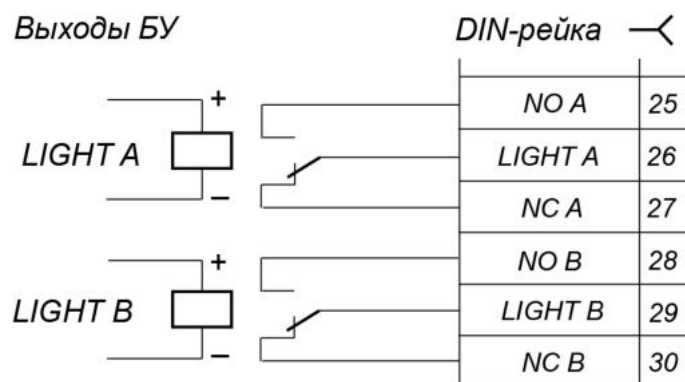 Выходы БУ DIN-рейка
+ NO A 25
LIGHT A LIGHT A 26
– NC A 27
+ NO B 28
LIGHT B LIGHT B 29
– NC B 30